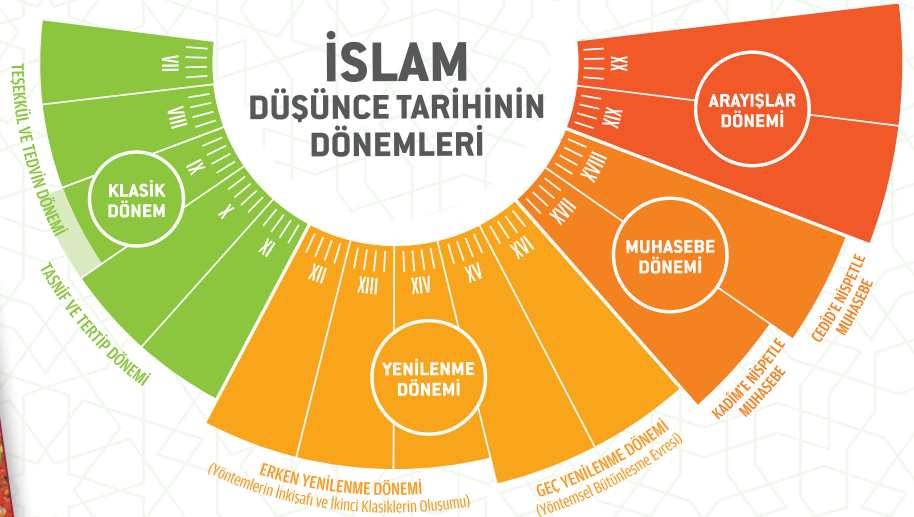 İSLAM
DÜŞÜNCE TARİHİNİN
DÖNEMLERİ
TEŞEKKÜL VE TEDVİN DÖNEMİ
TASNİF VE TERTİP DÖNEMİ
KLASİK
DÖNEM
VII
VIII
IX
X
XI
XII
XIII
XIV
XV
XVI
XVII
XVIII
XIX
XX
YENİLENME
DÖNEMİ
ERKEN YENİLENME DÖNEMİ
(Yöntemlerin İnkişafı ve İkinci Klasiklerin Oluşumu)
GEÇ YENİLENME DÖNEMİ
(Yöntemsel Bütünleşme Evresi)
MUHASEBE
DÖNEMİ
KADÎM'E NİSPETLE
MUHASEBE
CEDÎD'E NİSPETLE
MUHASEBE
ARAYIŞLAR
DÖNEMİ